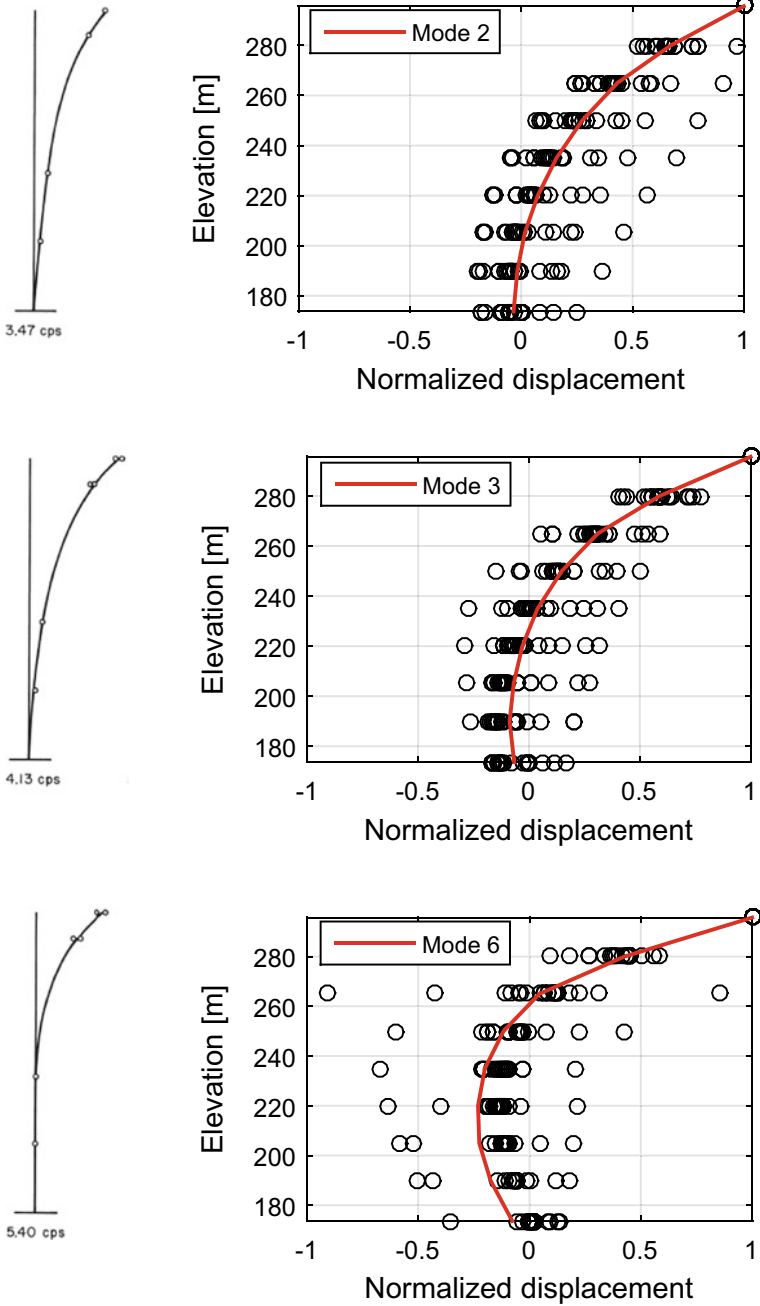 Mode 2
280
260
240
220
200
180
Elevation [m]
-1 -0.5 0 0.5 1
Normalized displacement
3.47 cps
Mode 3
280
260
240
220
200
180
Elevation [m]
-1 -0.5 0 0.5 1
Normalized displacement
4.13 cps
Mode 6
280
260
240
220
200
180
Elevation [m]
-1 -0.5 0 0.5 1
Normalized displacement
5.40 cps